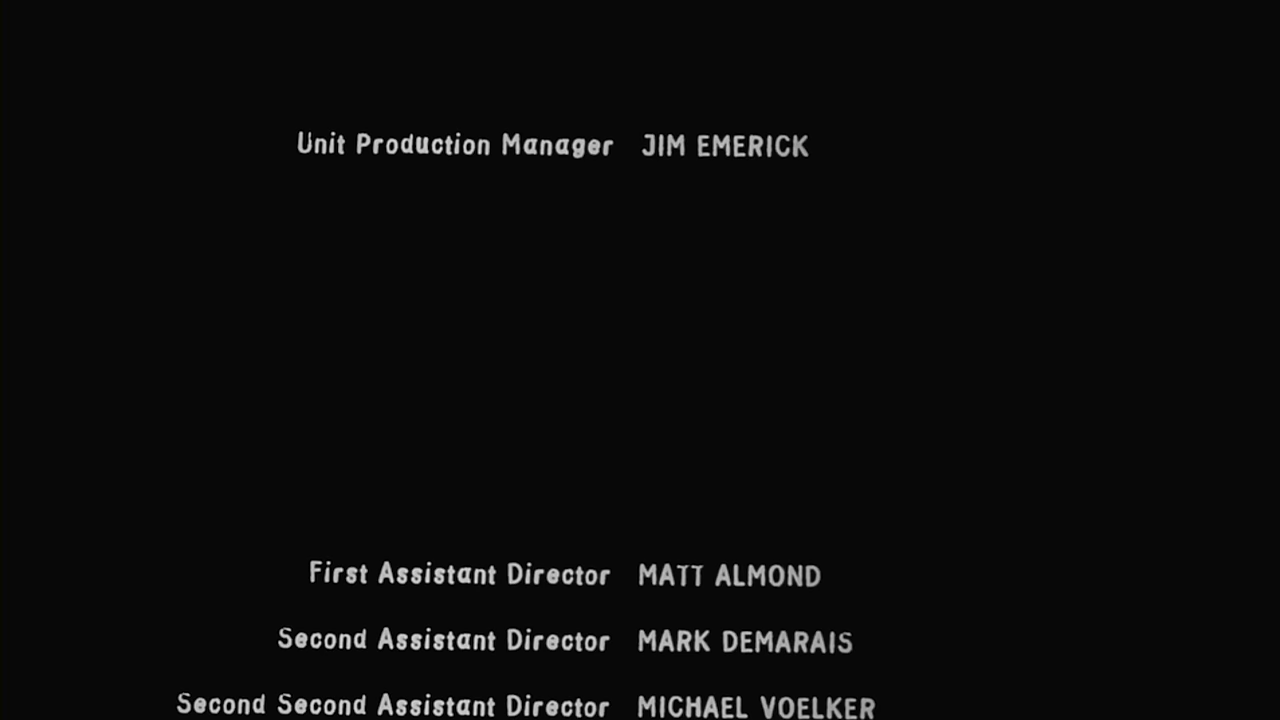 Unit Production Manager JIM EMERICK
First Assistant Director MATT ALMOND
Second Assistant Director MARK DEMARAIS
Second Second Assistant Director MICHAEL VOELKER